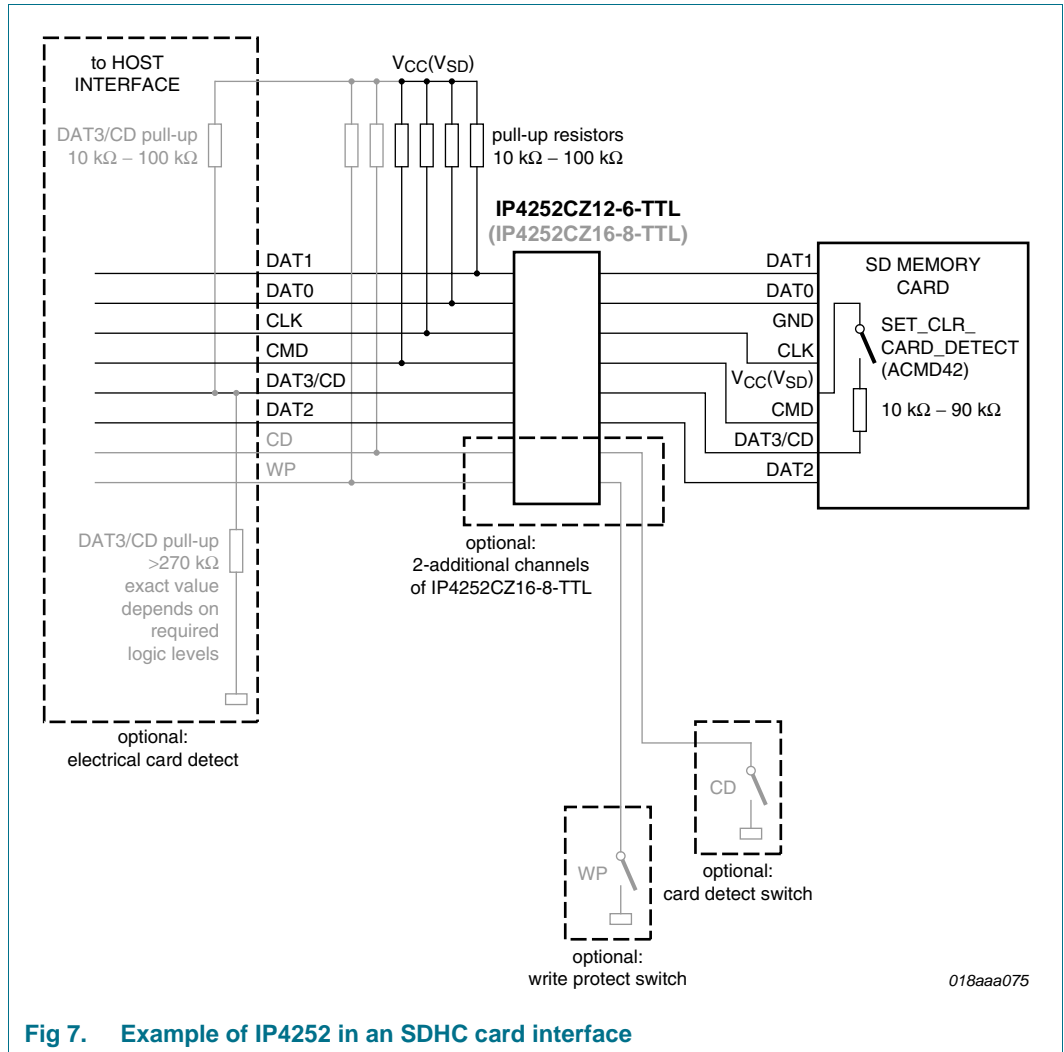 to HOST
INTERFACE
VCC(VSD)
DAT3/CD pull-up
10 kΩ – 100 kΩ
pull-up resistors
10 kΩ – 100 kΩ
IP4252CZ12-6-TTL
(IP4252CZ16-8-TTL)
DAT1
DAT0
CLK
CMD
DAT3/CD
DAT2
CD
WP
DAT1
DAT0
GND
CLK
VCC(VSD)
CMD
DAT3/CD
DAT2
SD MEMORY
CARD
SET_CLR_
CARD_DETECT
(ACMD42)
10 kΩ – 90 kΩ
DAT3/CD pull-up
>270 kΩ
exact value
depends on
required
logic levels
optional:
2-additional channels
of IP4252CZ16-8-TTL
optional:
electrical card detect
CD
optional:
card detect switch
WP
optional:
write protect switch
018aaa075
Fig 7. Example of IP4252 in an SDHC card interface